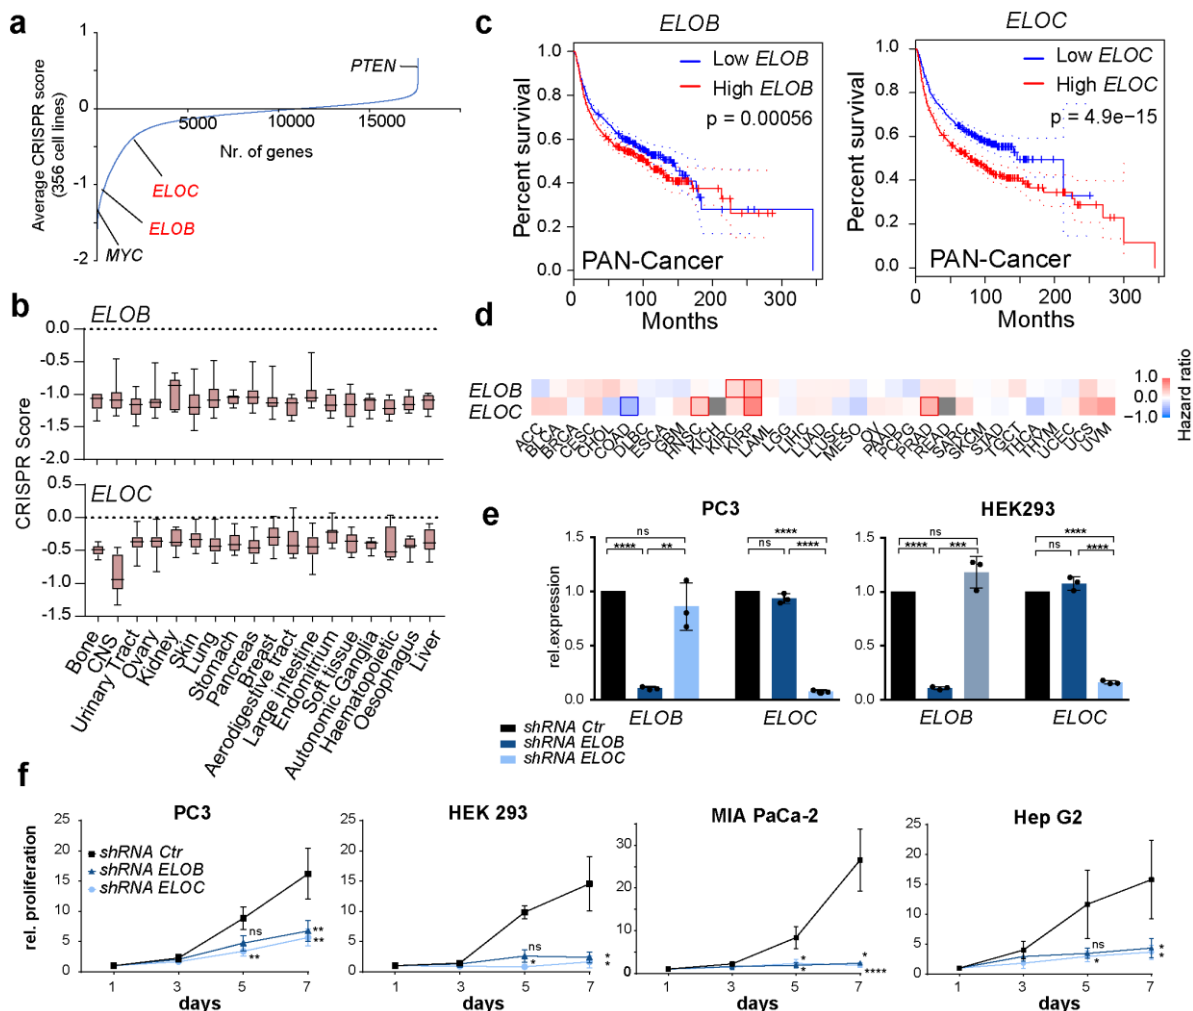 a
Average CRISPR score
(356 cell lines)
1
0
-1
-2
5000
10000
15000
Nr. of genes
PTEN
ELOC
ELOB
MYC
b
ELOB
0.0
-0.5
-1.0
-1.5
-2.0
CRISPR Score
ELOC
0.5
0.0
-0.5
-1.0
-1.5
Bone
CNS
Urinary Tract
Ovary
Kidney
Skin
Lung
Stomach
Pancreas
Breast
Aerodigestive tract
Large intestine
Endomitrium
Soft tissue
Autonomic Ganglia
Haematopoietic
Oesophagus
Liver
c
ELOB
Percent survival
1.0
0.8
0.6
0.4
0.2
0.0
Low ELOB
High ELOB
p = 0.00056
PAN-Cancer
0
100
200
300
Months
ELOC
Percent survival
1.0
0.8
0.6
0.4
0.2
0.0
Low ELOC
High ELOC
p = 4.9e−15
PAN-Cancer
0
100
200
300
Months
d
ELOB
ELOC
ACC
BLCA
BRCA
CESC
CHOL
COAD
DLBC
ESCA
GBM
HNSC
KICH
KIRC
KIRP
LAML
LGG
LIHC
LUAD
LUSC
MESO
OV
PAAD
PCPG
PRAD
READ
SARC
SKCM
STAD
TGCT
THCA
THYM
UCEC
UCS
UVM
1.0
0.0
−1.0
Hazard ratio
e
PC3
rel.expression
1.5
1.0
0.5
0.0
ns
**** **
****
ns ****
ELOB
ELOC
HEK293
1.5
1.0
0.5
0.0
ns
**** ***
****
ns ****
ELOB
ELOC
shRNA Ctr
shRNA ELOB
shRNA ELOC
f
PC3
rel. proliferation
25
20
15
10
5
0
shRNA Ctr
shRNA ELOB
shRNA ELOC
ns
**
**
**
1
3
5
7
days
HEK 293
25
20
15
10
5
0
ns
*
*
*
1
3
5
7
days
MIA PaCa-2
30
20
10
0
*
*
*
****
1
3
5
7
days
Hep G2
25
20
15
10
5
0
ns
*
*
*
1
3
5
7
days